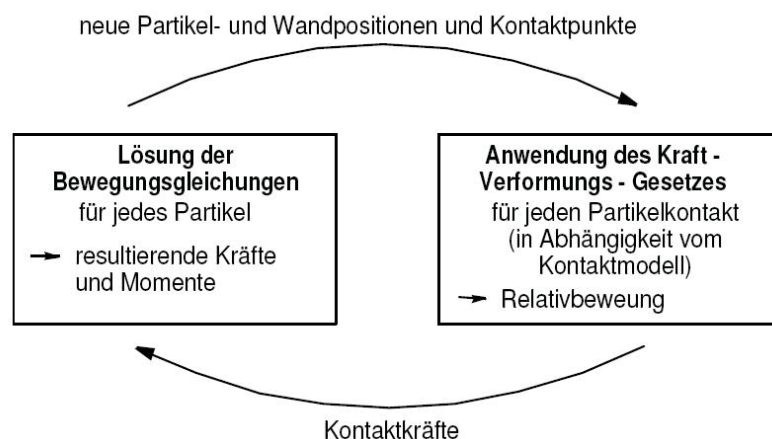 neue Partikel- und Wandpositionen und Kontaktpunkte
Lösung der
Bewegungsgleichungen
für jedes Partikel
→ resultierende Kräfte
und Momente
Anwendung des Kraft -
Verformungs - Gesetzes
für jeden Partikelkontakt
(in Abhängigkeit vom
Kontaktmodell)
→ Relativbeweung
Kontaktkräfte